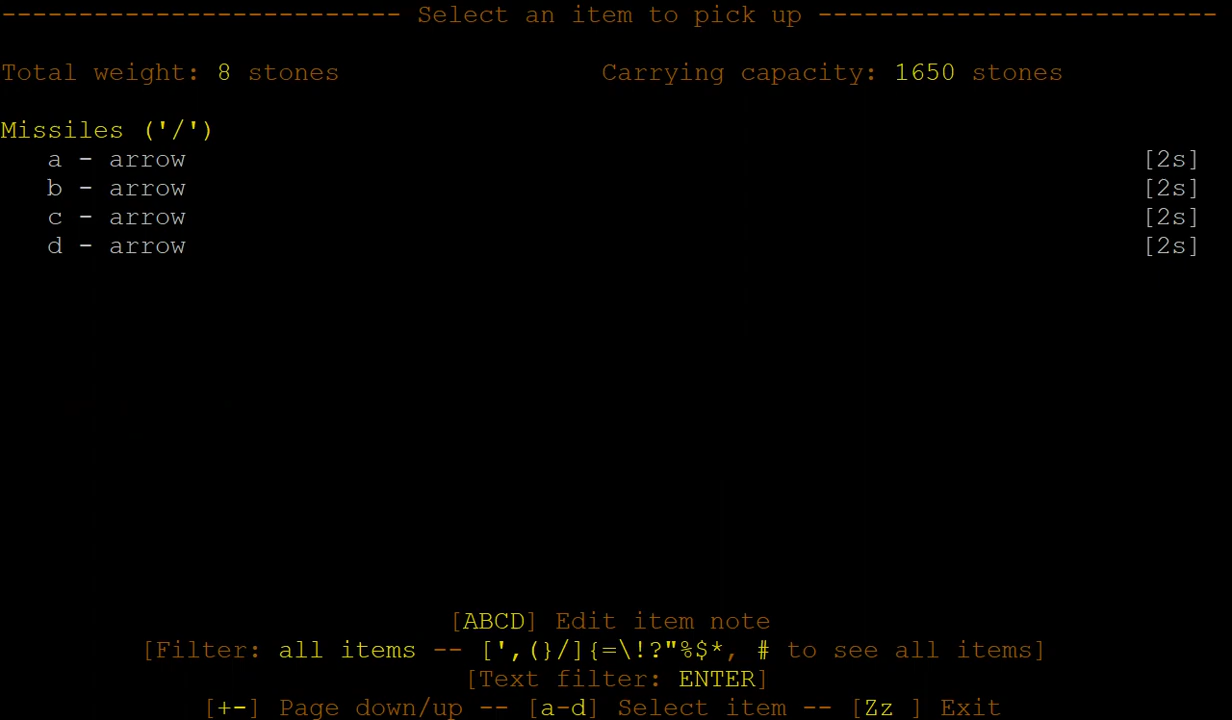 -------------------------- Select an item to pick up --------------------------
Total weight: 8 stones Carrying capacity: 1650 stones
Missiles ('/')
a - arrow [2s]
b - arrow [2s]
c - arrow [2s]
d - arrow [2s]
[ABCD] Edit item note
[Filter: all items -- [',(}/]{=\!?"%$*, # to see all items]
[Text filter: ENTER]
[+-] Page down/up -- [a-d] Select item -- [Zz ] Exit